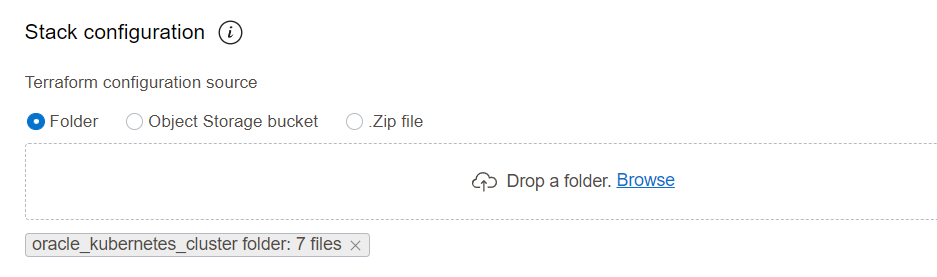 Stack configuration i
Terraform configuration source
Folder Object Storage bucket .Zip file
Drop a folder. Browse
oracle_kubernetes_cluster folder: 7 files ×